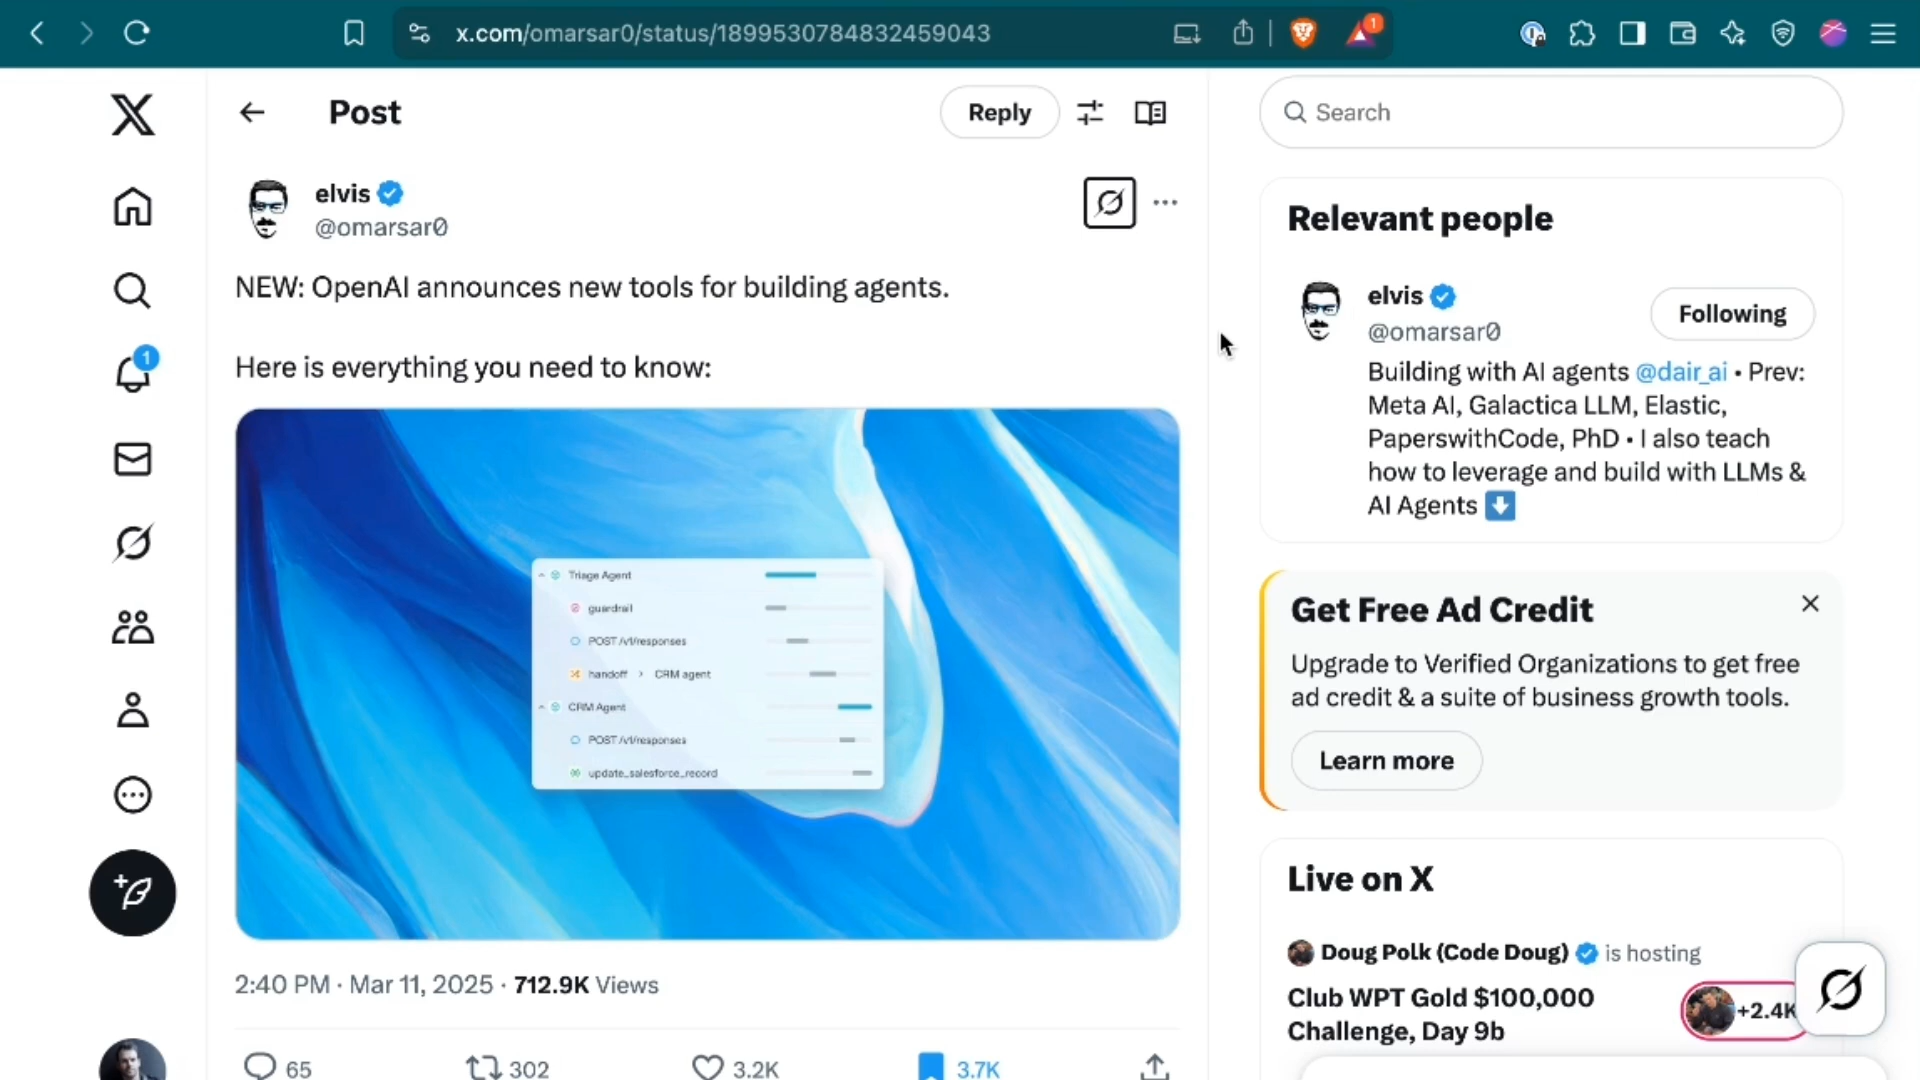 x.com/omarsar0/status/1899530784832459043
1
Post
Reply
Search
elvis
@omarsar0
NEW: OpenAI announces new tools for building agents.
Here is everything you need to know:
Triage Agent
guardrail
POST /v1/responses
handoff > CRM agent
CRM Agent
POST /v1/responses
update_salesforce_record
2:40 PM · Mar 11, 2025 · 712.9K Views
65
302
3.2K
3.7K
1
Relevant people
elvis
@omarsar0
Following
Building with AI agents @dair_ai • Prev:
Meta AI, Galactica LLM, Elastic,
PaperswithCode, PhD • I also teach
how to leverage and build with LLMs &
AI Agents
Get Free Ad Credit
Upgrade to Verified Organizations to get free
ad credit & a suite of business growth tools.
Learn more
Live on X
Doug Polk (Code Doug) is hosting
Club WPT Gold $100,000
Challenge, Day 9b
+2.4K